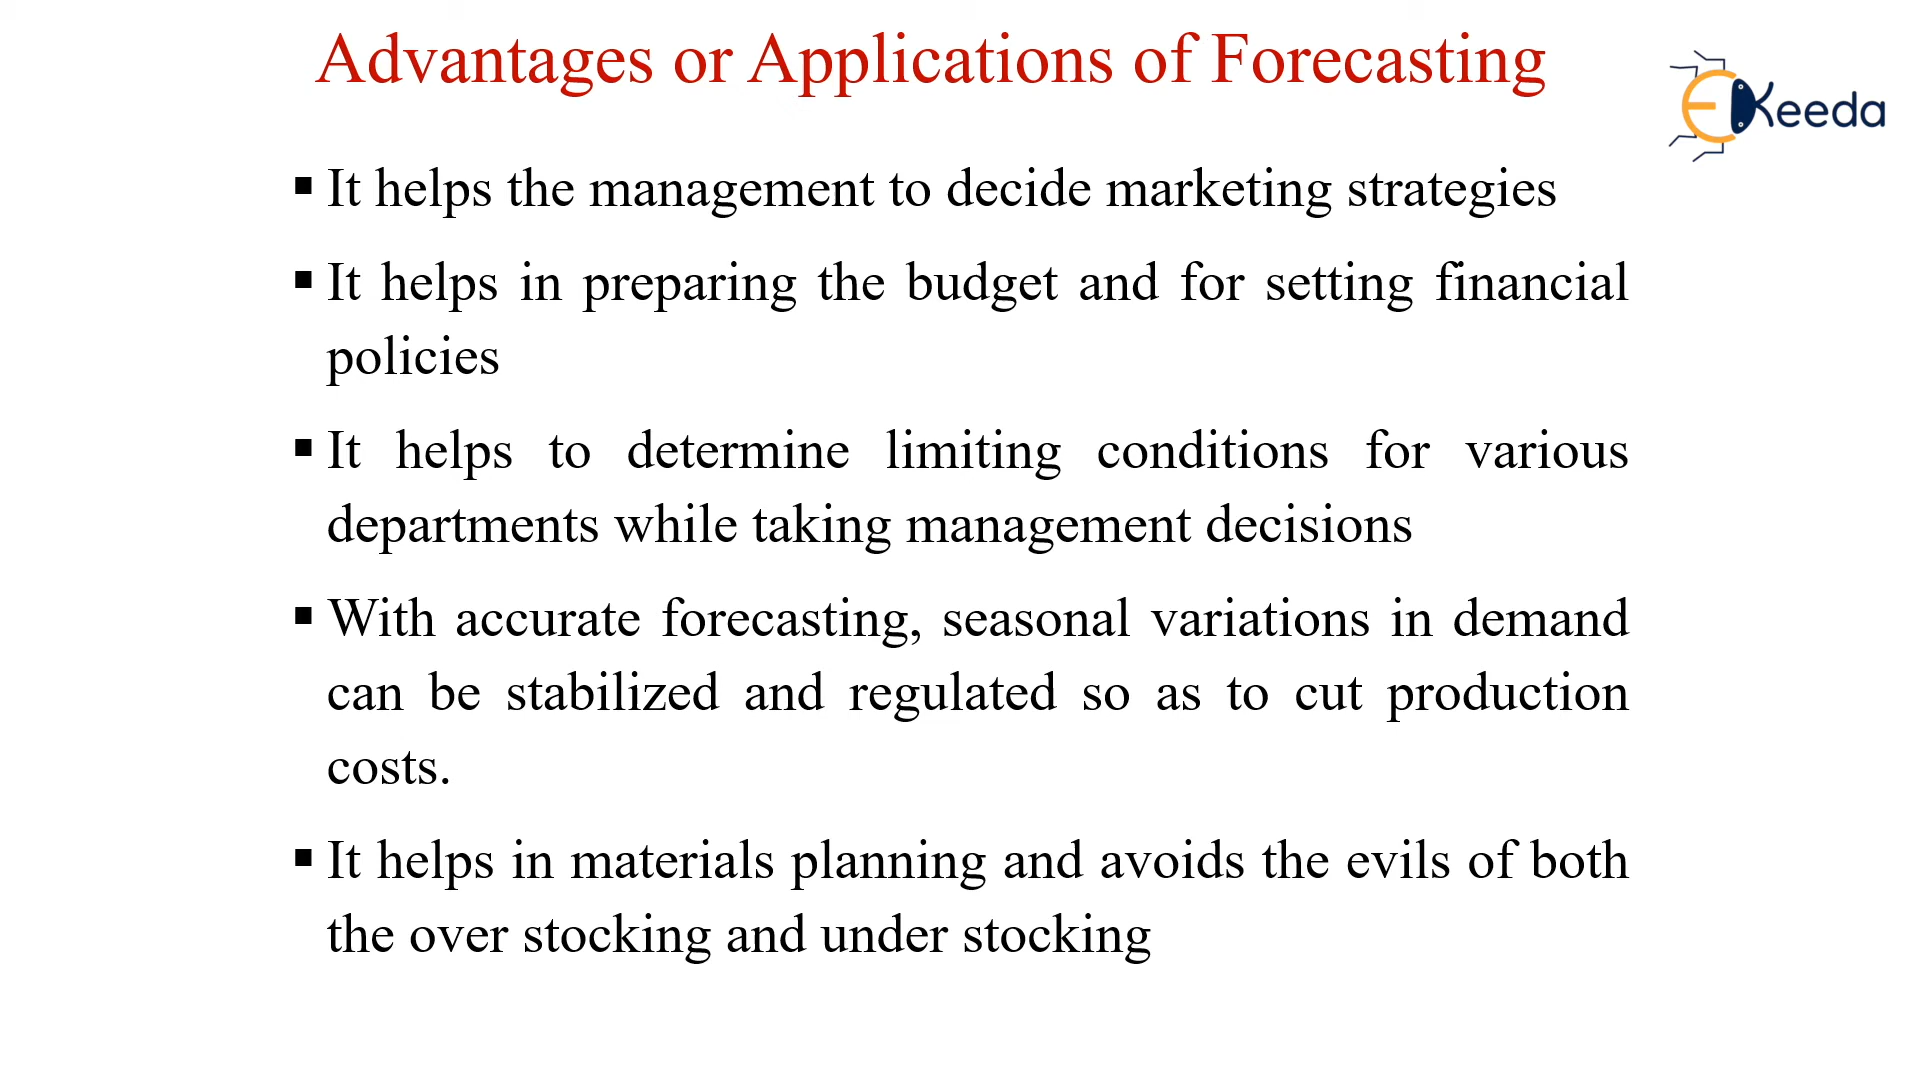 Advantages or Applications of Forecasting
EKeeda
▪ It helps the management to decide marketing strategies
▪ It helps in preparing the budget and for setting financial
policies
▪ It helps to determine limiting conditions for various
departments while taking management decisions
▪ With accurate forecasting, seasonal variations in demand
can be stabilized and regulated so as to cut production
costs.
▪ It helps in materials planning and avoids the evils of both
the over stocking and under stocking